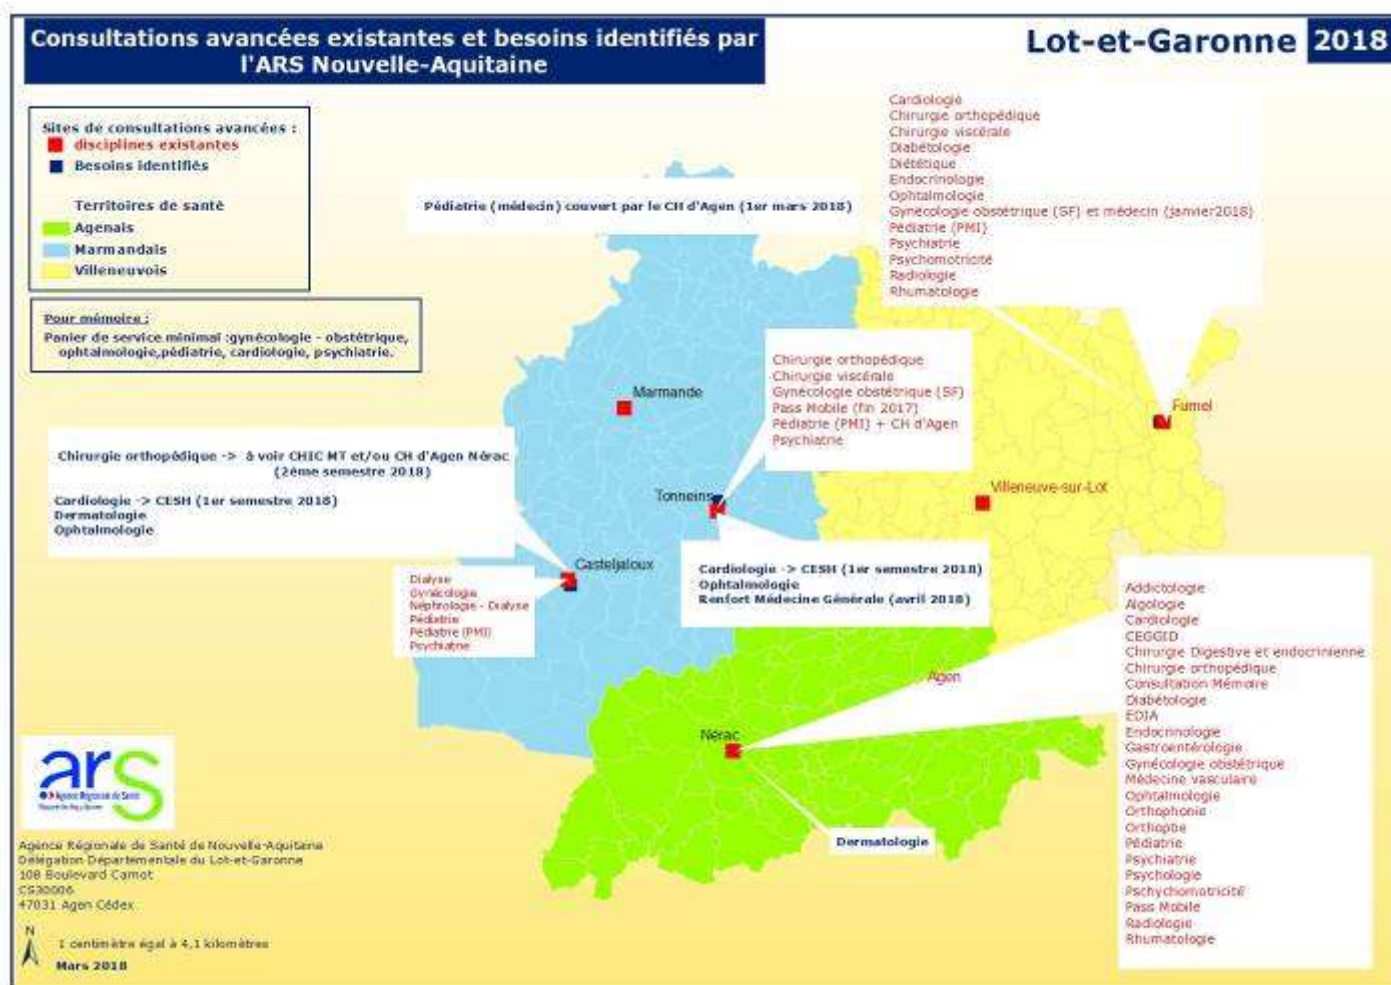 Consultations avancées existantes et besoins identifiés par
l'ARS Nouvelle-Aquitaine
Lot-et-Garonne 2018
Sites de consultations avancées :
disciplines existantes
Besoins identifiés
Territoires de santé
Agenais
Marmandais
Villeneuvois
Pour mémoire :
Panier de service minimal :gynécologie - obstétrique,
ophtalmologie,pédiatrie, cardiologie, psychiatrie.
Pédiatrie (médecin) couvert par le CH d'Agen (1er mars 2018)
Cardiologie
Chirurgie orthopédique
Chirurgie viscérale
Diabétologie
Diététique
Endocrinologie
Ophtalmologie
Gynécologie obstétrique (SF) et médecin (janvier2018)
Pédiatrie (PMI)
Psychiatrie
Psychomotricité
Radiologie
Rhumatologie
Fumel
Marmande
Chirurgie orthopédique
Chirurgie viscérale
Gynécologie obstétrique (SF)
Pass Mobile (fin 2017)
Pédiatrie (PMI) + CH d'Agen
Psychiatrie
Chirurgie orthopédique -> à voir CHIC MT et/ou CH d'Agen Nérac
(2ème semestre 2018)
Cardiologie -> CESH (1er semestre 2018)
Dermatologie
Ophtalmologie
Tonneins
Villeneuve-sur-Lot
Casteljaloux
Dialyse
Gynécologie
Néphrologie - Dialyse
Pédiatrie
Pédiatrie (PMI)
Psychiatrie
Cardiologie -> CESH (1er semestre 2018)
Ophtalmologie
Renfort Médecine Générale (avril 2018)
Agen
Nérac
Dermatologie
Addictologie
Algologie
Cardiologie
CEGGID
Chirurgie Digestive et endocrinienne
Chirurgie orthopédique
Consultation Mémoire
Diabétologie
EDIA
Endocrinologie
Gastroentérologie
Gynécologie obstétrique
Médecine vasculaire
Ophtalmologie
Orthophonie
Orthoptie
Pédiatrie
Psychiatrie
Psychologie
Pschychomotricité
Pass Mobile
Radiologie
Rhumatologie
ars
Agence Régionale de Santé
Agence Régionale de Santé de Nouvelle-Aquitaine
Délégation Départementale du Lot-et-Garonne
108 Boulevard Carnot
CS30006
47031 Agen Cédex
N
1 centimètre égal à 4,1 kilomètres
Mars 2018